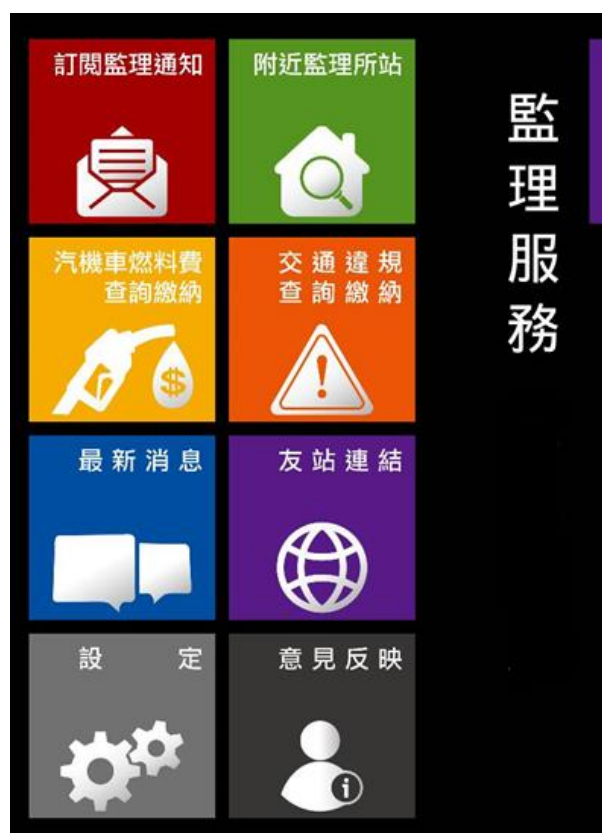 訂閱監理通知
附近監理所站
汽機車燃料費
查詢繳納
交通違規
查詢繳納
最新消息
友站連結
設定
意見反映
監理服務